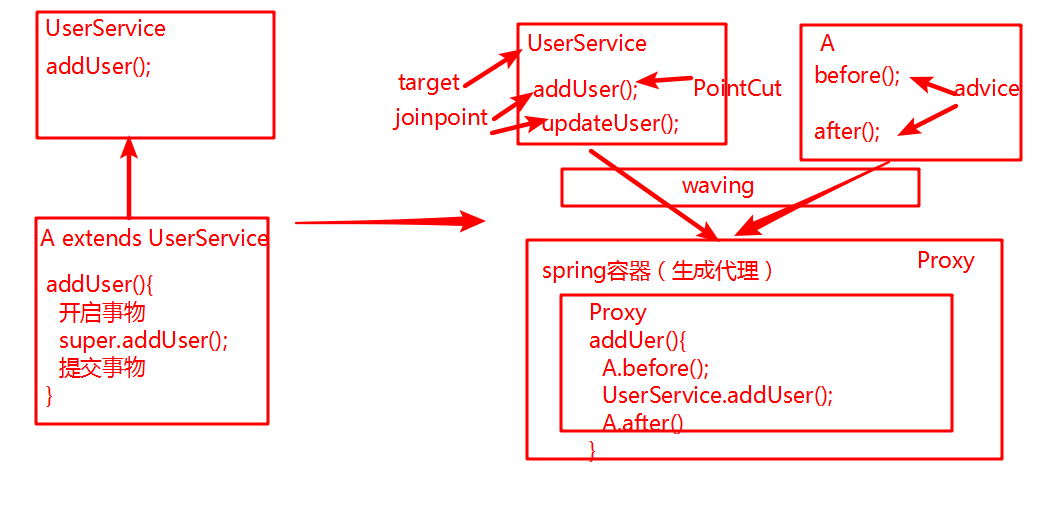 UserService
addUser();
A extends UserService
addUser(){
开启事物
super.addUser();
提交事物
}
target
joinpoint
UserService
addUser();
updateUser();
PointCut
A
before();
after();
advice
waving
spring容器（生成代理）
Proxy
Proxy
addUer(){
A.before();
UserService.addUser();
A.after()
}